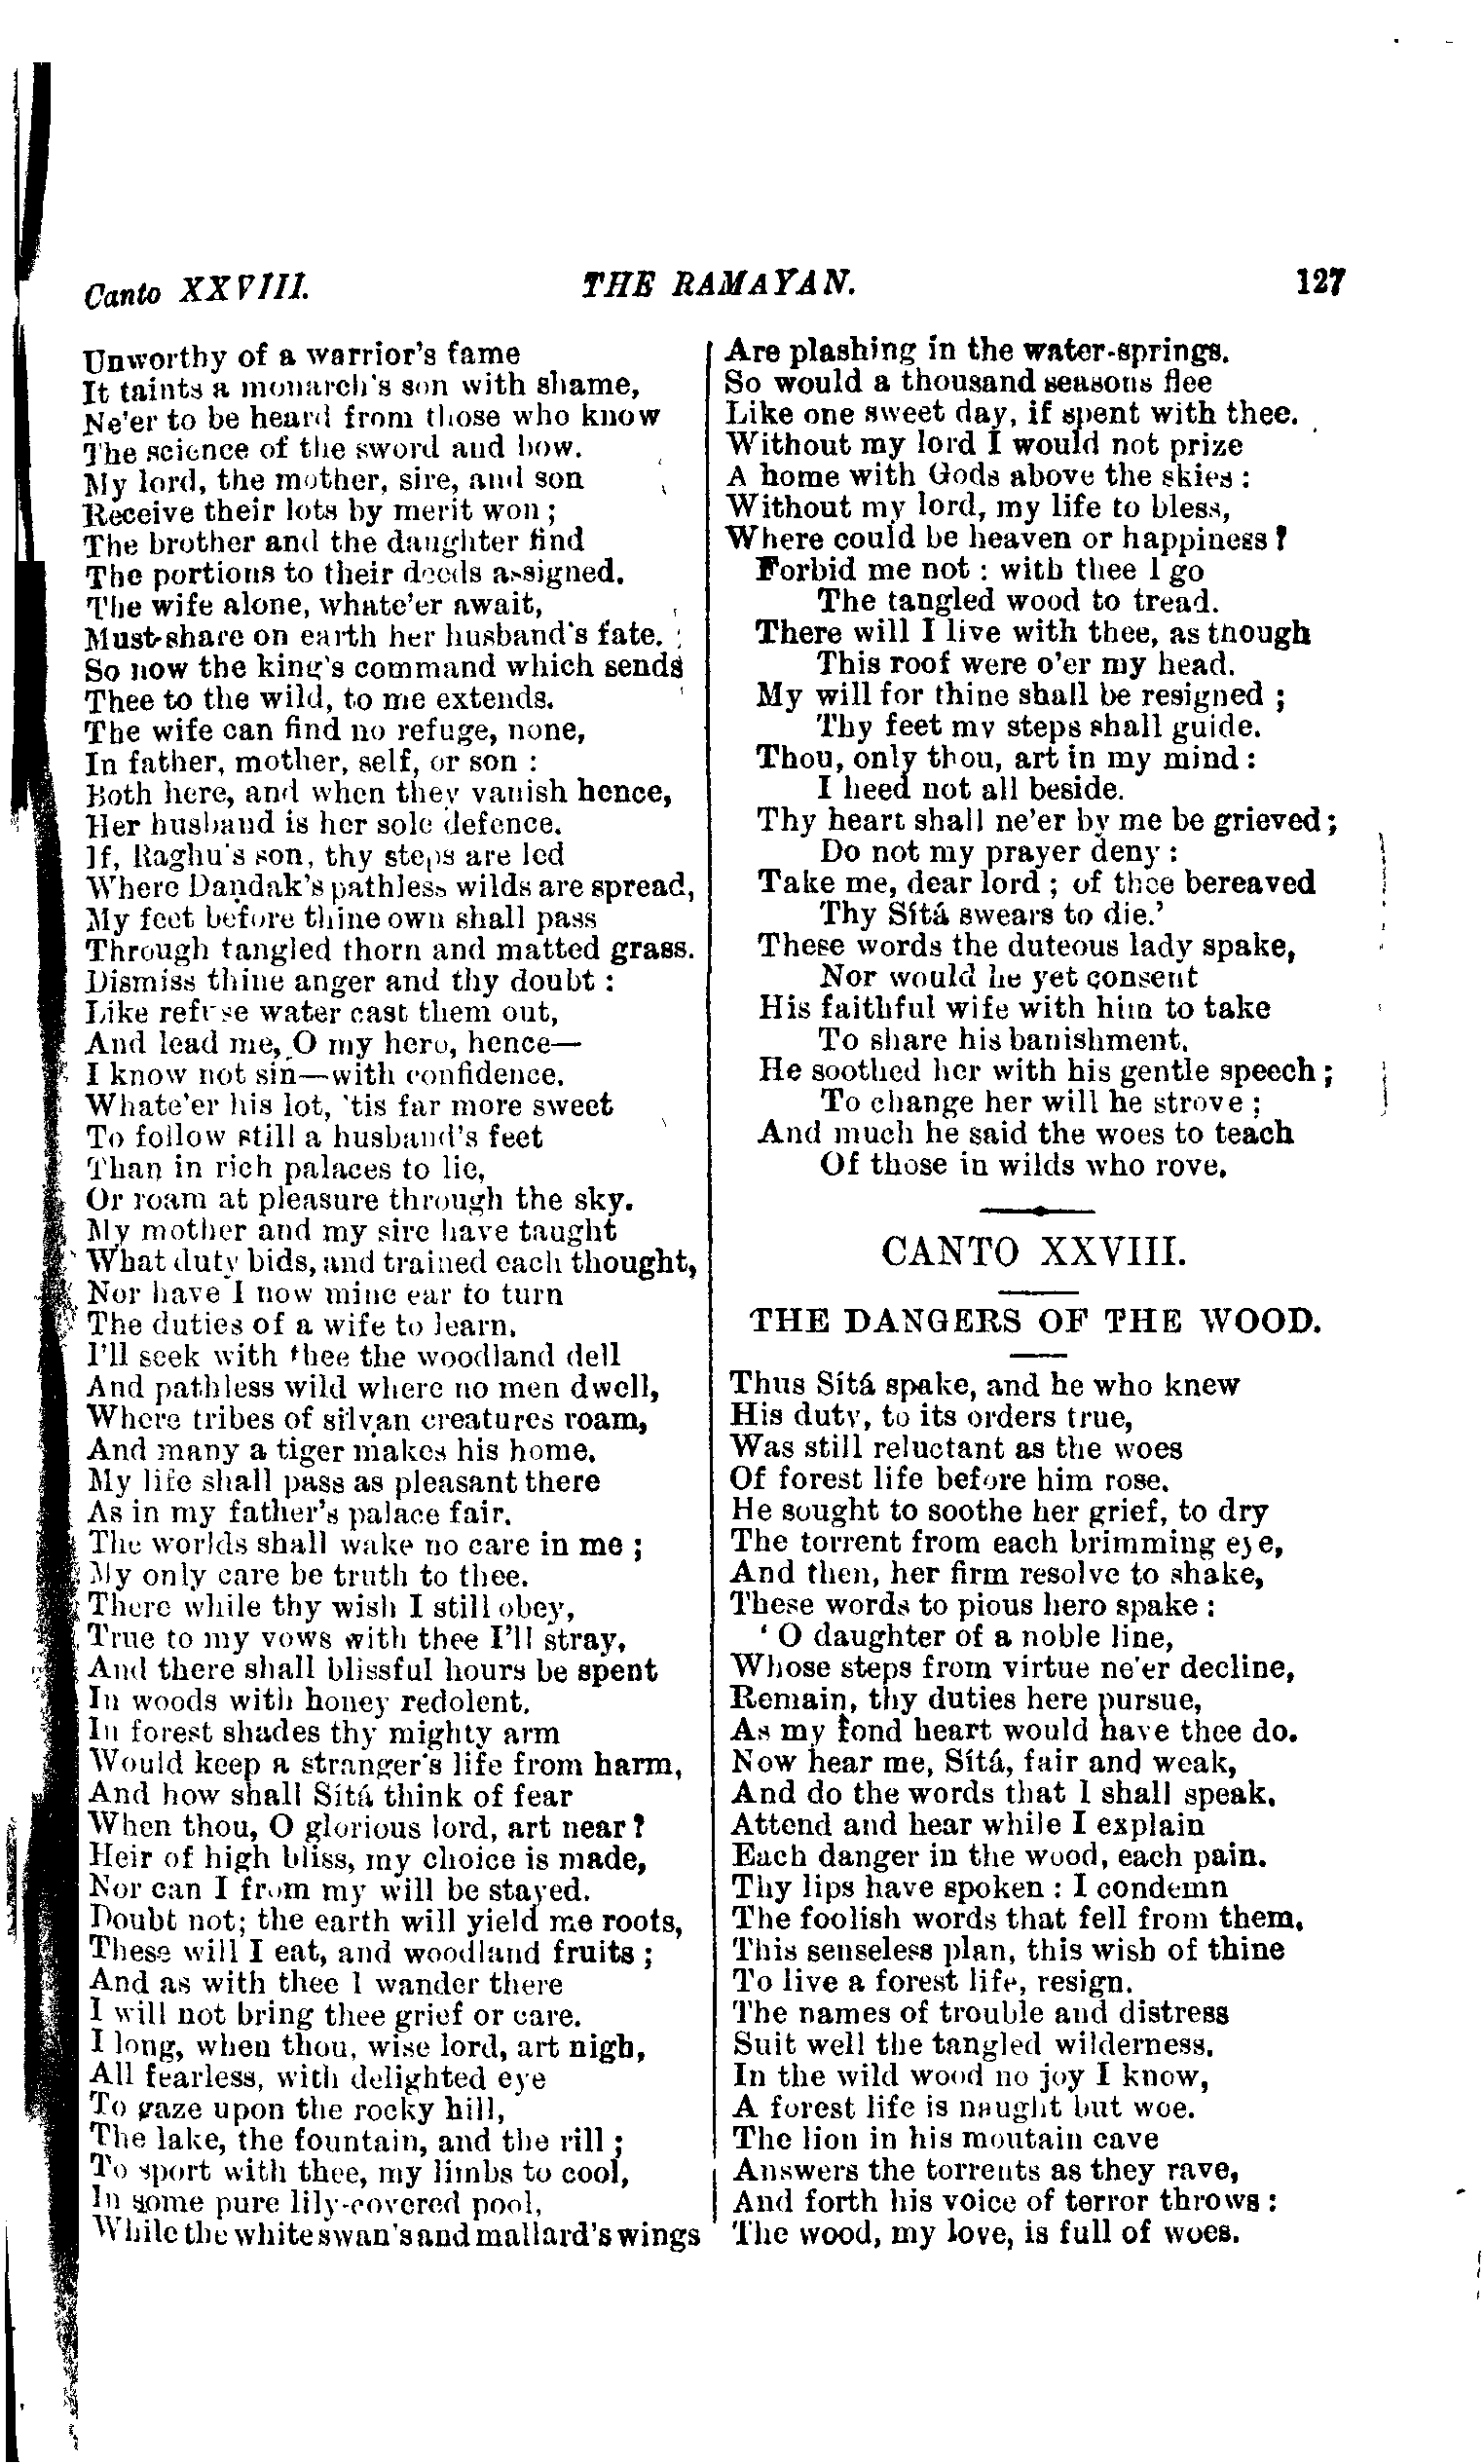 Canto XXVIII. THE RAMAYAN. 127
Unworthy of a warrior's fame
It taints a monarch's son with shame,
Ne'er to be heard from those who know
The science of the sword and bow.
My lord, the mother, sire, and son
Receive their lots by merit won;
The brother and the daughter find
The portions to their deeds assigned.
The wife alone, whate'er await,
Must share on earth her husband's fate.
So now the king's command which sends
Thee to the wild, to me extends.
The wife can find no refuge, none,
In father, mother, self, or son :
Both here, and when they vanish hence,
Her husband is her sole defence.
If, Raghu's son, thy steps are led
Where Daṇḍak's pathless wilds are spread,
My feet before thine own shall pass
Through tangled thorn and matted grass.
Dismiss thine anger and thy doubt :
Like refuse water cast them out,
And lead me, O my hero, hence—
I know not sin—with confidence.
Whate'er his lot, 'tis far more sweet
To follow still a husband's feet
Than in rich palaces to lie,
Or roam at pleasure through the sky.
My mother and my sire have taught
What duty bids, and trained each thought,
Nor have I now mine ear to turn
The duties of a wife to learn.
I'll seek with thee the woodland dell
And pathless wild where no men dwell,
Where tribes of silvan creatures roam,
And many a tiger makes his home.
My life shall pass as pleasant there
As in my father's palace fair.
The worlds shall wake no care in me ;
My only care be truth to thee.
There while thy wish I still obey,
True to my vows with thee I'll stray,
And there shall blissful hours be spent
In woods with honey redolent.
In forest shades thy mighty arm
Would keep a stranger's life from harm,
And how shall Sítá think of fear
When thou, O glorious lord, art near?
Heir of high bliss, my choice is made,
Nor can I from my will be stayed.
Doubt not; the earth will yield me roots,
These will I eat, and woodland fruits ;
And as with thee I wander there
I will not bring thee grief or care.
I long, when thou, wise lord, art nigh,
All fearless, with delighted eye
To gaze upon the rocky hill,
The lake, the fountain, and the rill ;
To sport with thee, my limbs to cool,
In some pure lily-covered pool,
While the white swan's and mallard's wings
Are plashing in the water-springs.
So would a thousand seasons flee
Like one sweet day, if spent with thee.
Without my lord I would not prize
A home with Gods above the skies :
Without my lord, my life to bless,
Where could be heaven or happiness?
Forbid me not : with thee I go
The tangled wood to tread.
There will I live with thee, as though
This roof were o'er my head.
My will for thine shall be resigned ;
Thy feet my steps shall guide.
Thou, only thou, art in my mind :
I heed not all beside.
Thy heart shall ne'er by me be grieved;
Do not my prayer deny :
Take me, dear lord ; of thee bereaved
Thy Sítá swears to die.'
These words the duteous lady spake,
Nor would he yet consent
His faithful wife with him to take
To share his banishment.
He soothed her with his gentle speech;
To change her will he strove ;
And much he said the woes to teach
Of those in wilds who rove.
CANTO XXVIII.
THE DANGERS OF THE WOOD.
Thus Sítá spake, and he who knew
His duty, to its orders true,
Was still reluctant as the woes
Of forest life before him rose.
He sought to soothe her grief, to dry
The torrent from each brimming eye,
And then, her firm resolve to shake,
These words to pious hero spake :
‘ O daughter of a noble line,
Whose steps from virtue ne'er decline,
Remain, thy duties here pursue,
As my fond heart would have thee do.
Now hear me, Sítá, fair and weak,
And do the words that I shall speak.
Attend and hear while I explain
Each danger in the wood, each pain.
Thy lips have spoken : I condemn
The foolish words that fell from them.
This senseless plan, this wish of thine
To live a forest life, resign.
The names of trouble and distress
Suit well the tangled wilderness.
In the wild wood no joy I know,
A forest life is naught but woe.
The lion in his moutain cave
Answers the torrents as they rave,
And forth his voice of terror throws :
The wood, my love, is full of woes.